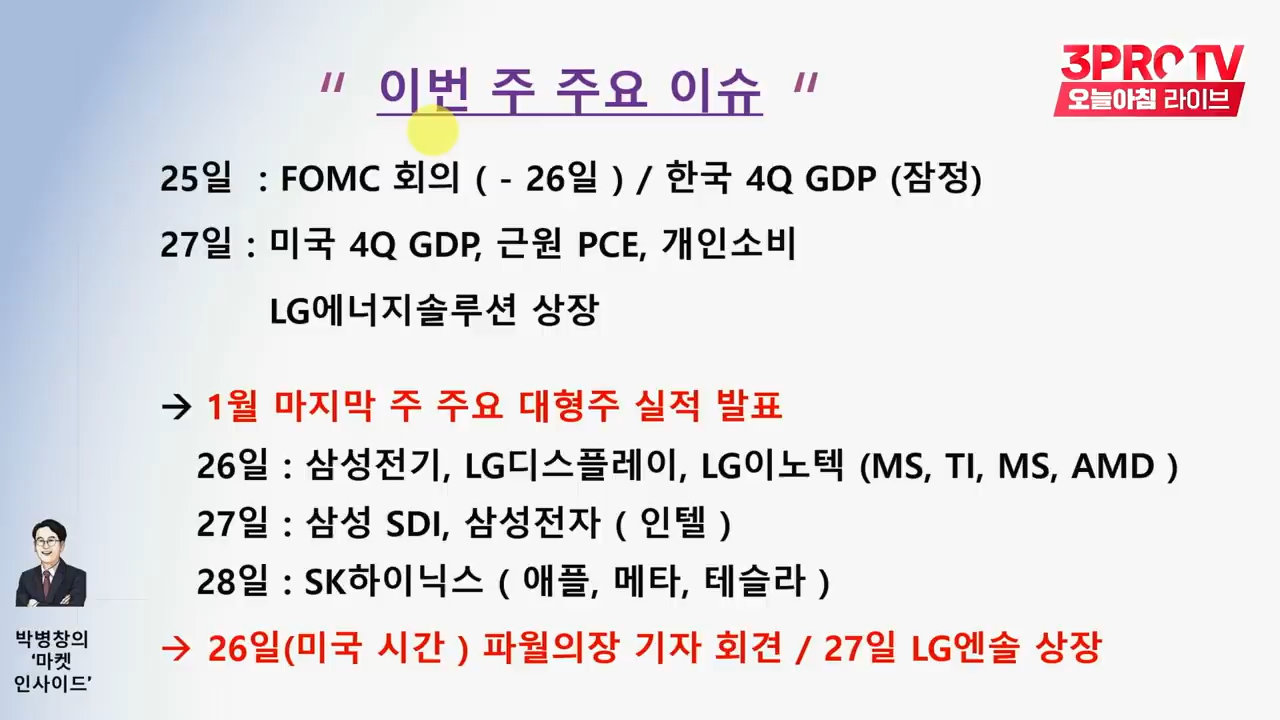 " 이번 주 주요 이슈 "
3PRO TV
오늘아침 라이브
25일 : FOMC 회의 ( - 26일 ) / 한국 4Q GDP (잠정)
27일 : 미국 4Q GDP, 근원 PCE, 개인소비
LG에너지솔루션 상장
→ 1월 마지막 주 주요 대형주 실적 발표
26일 : 삼성전기, LG디스플레이, LG이노텍 (MS, TI, MS, AMD )
27일 : 삼성 SDI, 삼성전자 ( 인텔 )
28일 : SK하이닉스 ( 애플, 메타, 테슬라 )
→ 26일(미국 시간 ) 파월의장 기자 회견 / 27일 LG엔솔 상장
박병창의
‘마켓
인사이드’